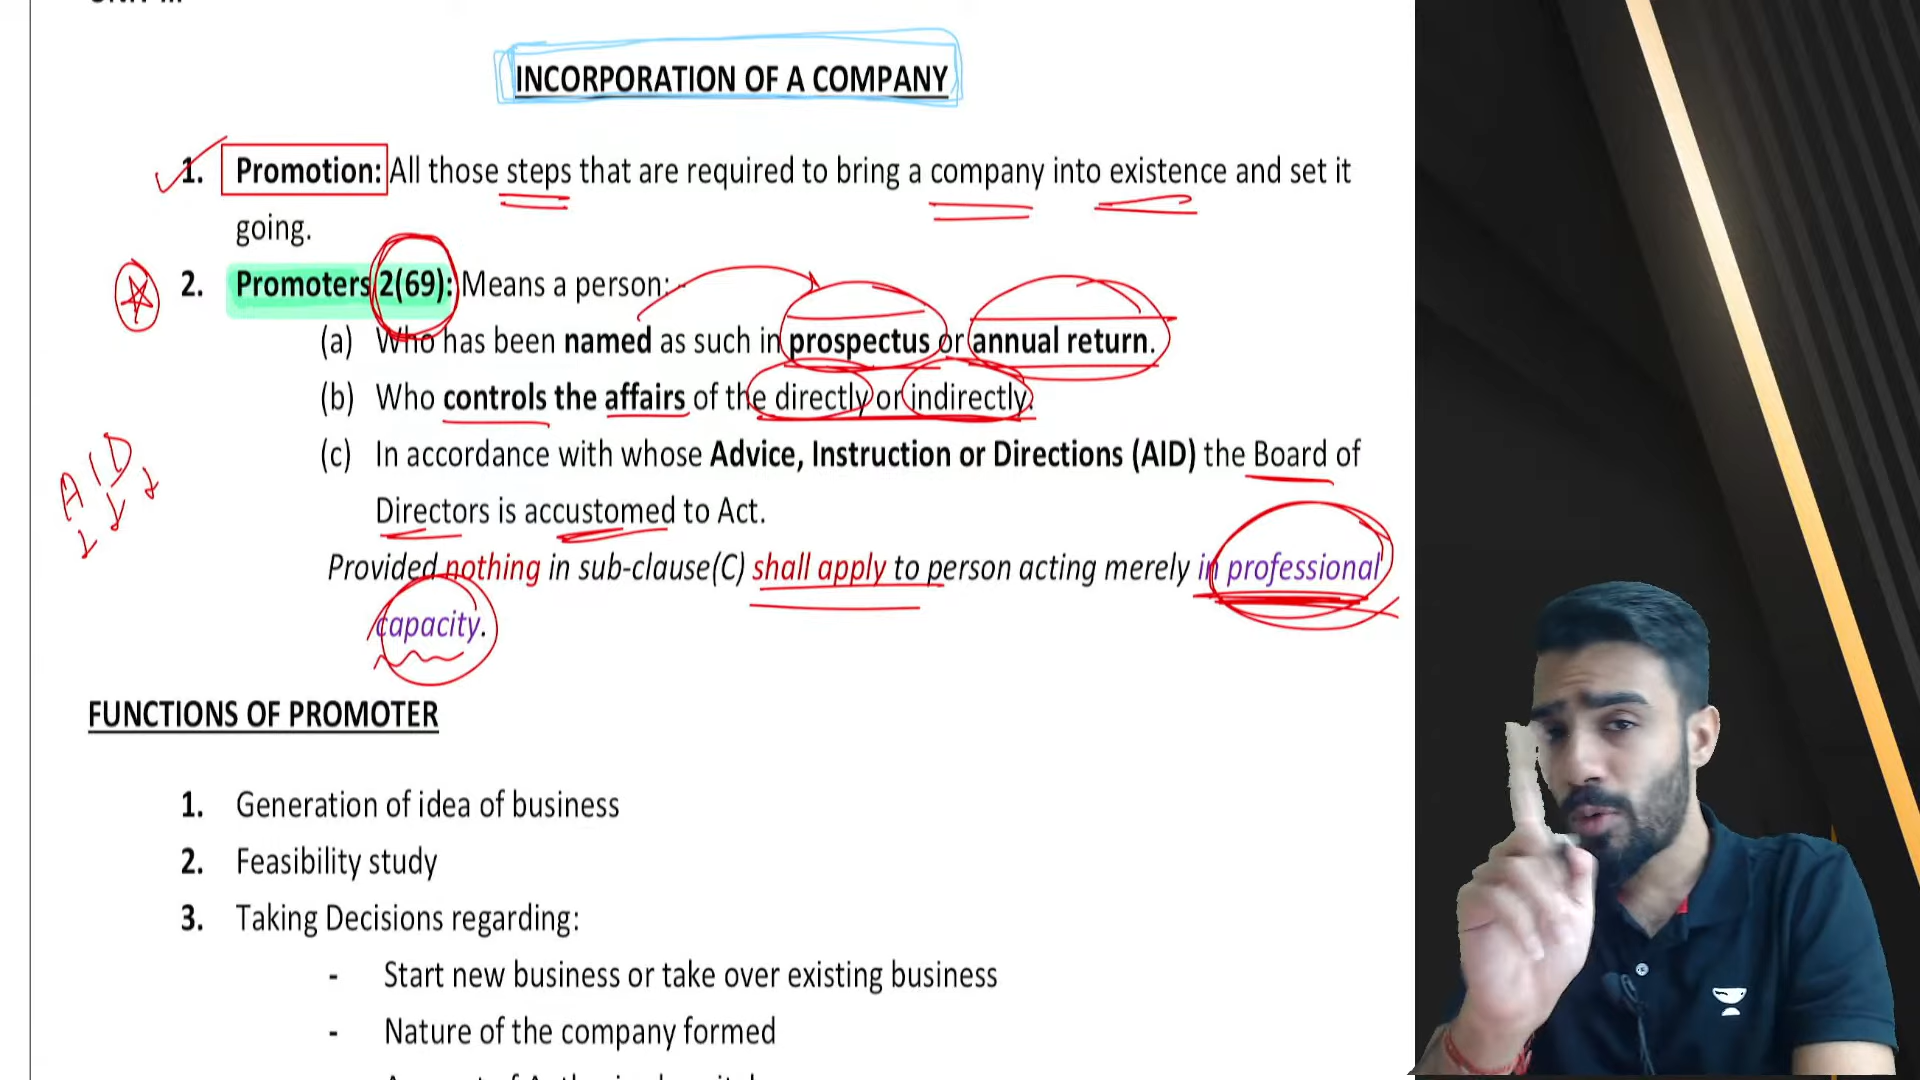 INCORPORATION OF A COMPANY
1. Promotion: All those steps that are required to bring a company into existence and set it
going.
2. Promoters 2(69): Means a person:-
(a) Who has been named as such in prospectus or annual return.
(b) Who controls the affairs of the directly or indirectly.
(c) In accordance with whose Advice, Instruction or Directions (AID) the Board of
AID
Directors is accustomed to Act.
Provided nothing in sub-clause(C) shall apply to person acting merely in professional
capacity.
FUNCTIONS OF PROMOTER
1. Generation of idea of business
2. Feasibility study
3. Taking Decisions regarding:
- Start new business or take over existing business
- Nature of the company formed